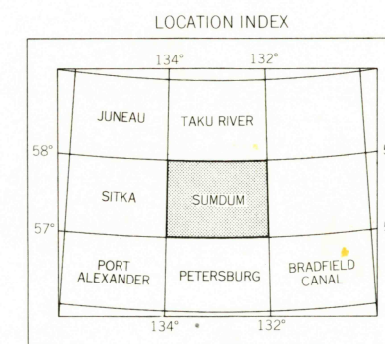 LOCATION INDEX
134° 132°
JUNEAU TAKU RIVER
58°
SITKA SUMDUM
57°
PORT ALEXANDER PETERSBURG BRADFIELD CANAL
134° 132°